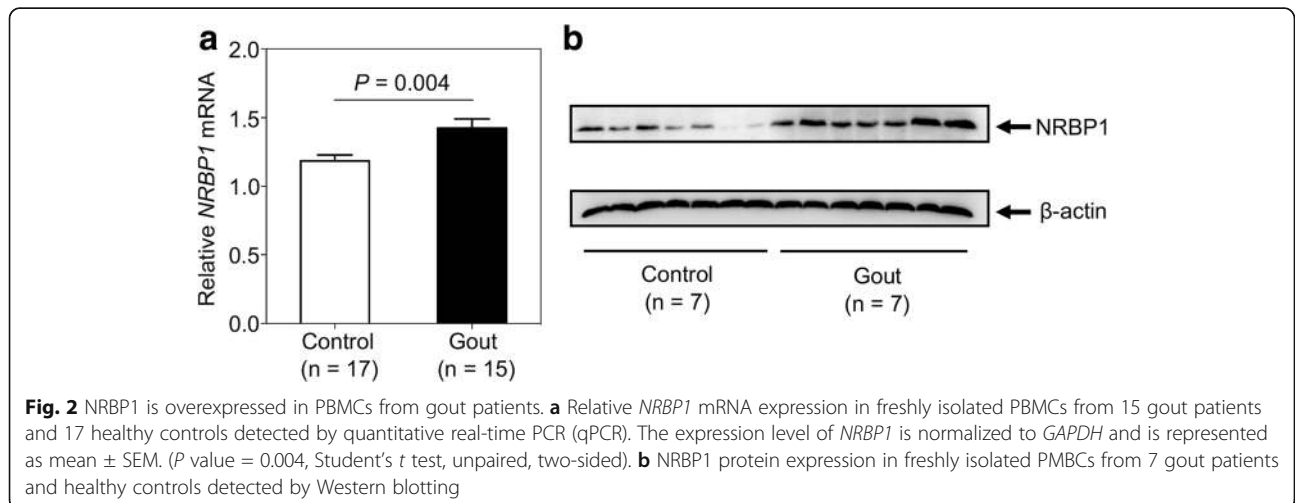 a
2.0
1.5
1.0
0.5
0.0
Relative NRBP1 mRNA
P = 0.004
Control
(n = 17)
Gout
(n = 15)
b
NRBP1
β-actin
Control
(n = 7)
Gout
(n = 7)
Fig. 2 NRBP1 is overexpressed in PBMCs from gout patients. a Relative NRBP1 mRNA expression in freshly isolated PBMCs from 15 gout patients
and 17 healthy controls detected by quantitative real-time PCR (qPCR). The expression level of NRBP1 is normalized to GAPDH and is represented
as mean ± SEM. (P value = 0.004, Student's t test, unpaired, two-sided). b NRBP1 protein expression in freshly isolated PMBCs from 7 gout patients
and healthy controls detected by Western blotting